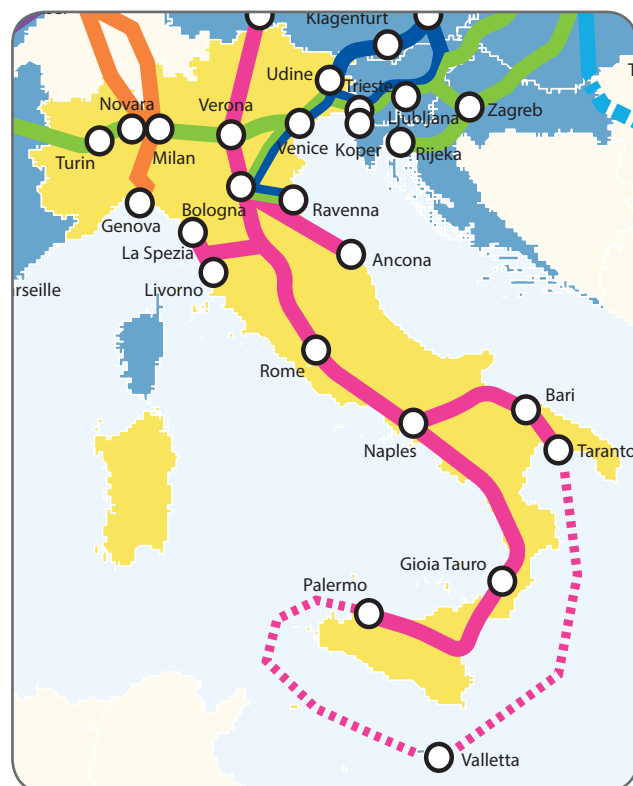 Klagenfurt
Udine
Trieste
Novara
Verona
Ljubljana
Zagreb
Turin
Milan
Venice
Koper
Rijeka
Genova
Bologna
Ravenna
La Spezia
Ancona
arseille
Livorno
Rome
Bari
Naples
Taranto
Gioia Tauro
Palermo
Valletta